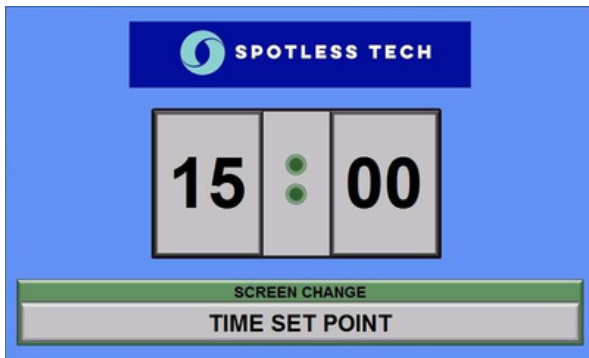 SPOTLESS TECH
15 : 00
SCREEN CHANGE
TIME SET POINT